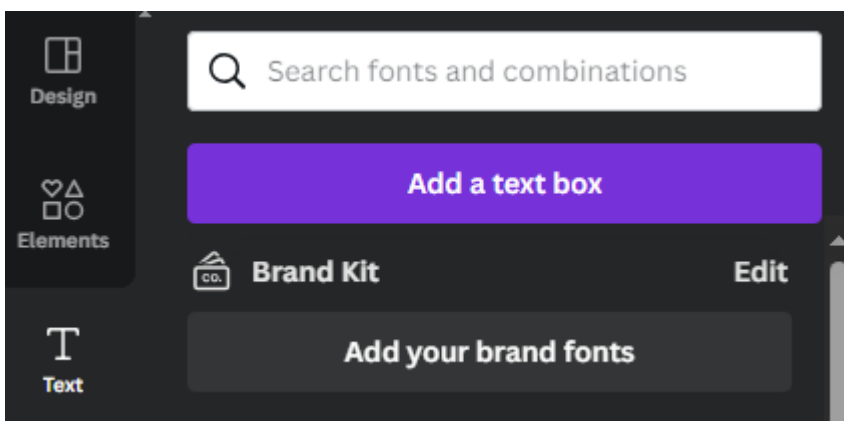 Design
Elements
Text
Search fonts and combinations
Add a text box
CO. Brand Kit Edit
Add your brand fonts